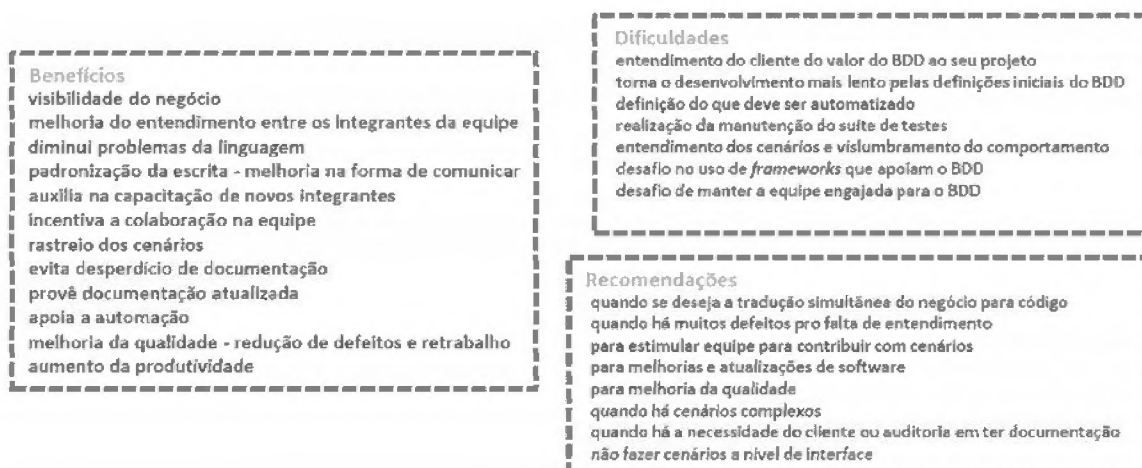 Benefícios
visibilidade do negócio
melhoria do entendimento entre os integrantes da equipe
diminui problemas da linguagem
padronização da escrita - melhoria na forma de comunicar
auxilia na capacitação de novos integrantes
incentiva a colaboração na equipe
rastreio dos cenários
evita desperdício de documentação
provê documentação atualizada
apoia a automação
melhoria da qualidade - redução de defeitos e retrabalho
aumento da produtividade
Dificuldades
entendimento do cliente do valor do BDD ao seu projeto
torna o desenvolvimento mais lento pelas definições iniciais do BDD
definição do que deve ser automatizado
realização da manutenção do suite de testes
entendimento dos cenários e vislumbramento do comportamento
desafio no uso de frameworks que apoiam o BDD
desafio de manter a equipe engajada para o BDD
Recomendações
quando se deseja a tradução simultânea do negócio para código
quando há muitos defeitos pro falta de entendimento
para estimular equipe para contribuir com cenários
para melhorias e atualizações de software
para melhoria da qualidade
quando há cenários complexos
quando há a necessidade do cliente ou auditoria em ter documentação
não fazer cenários a nível de interface